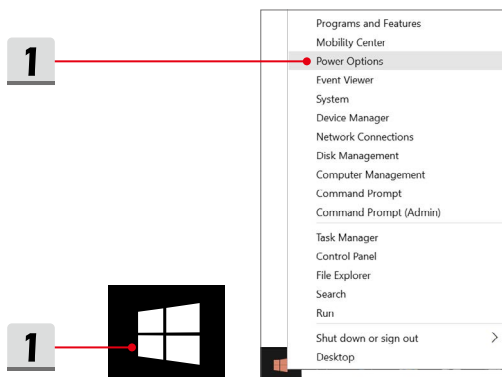 1
Programs and Features
Mobility Center
Power Options
Event Viewer
System
Device Manager
Network Connections
Disk Management
Computer Management
Command Prompt
Command Prompt (Admin)
Task Manager
Control Panel
File Explorer
Search
Run
Shut down or sign out
Desktop
1